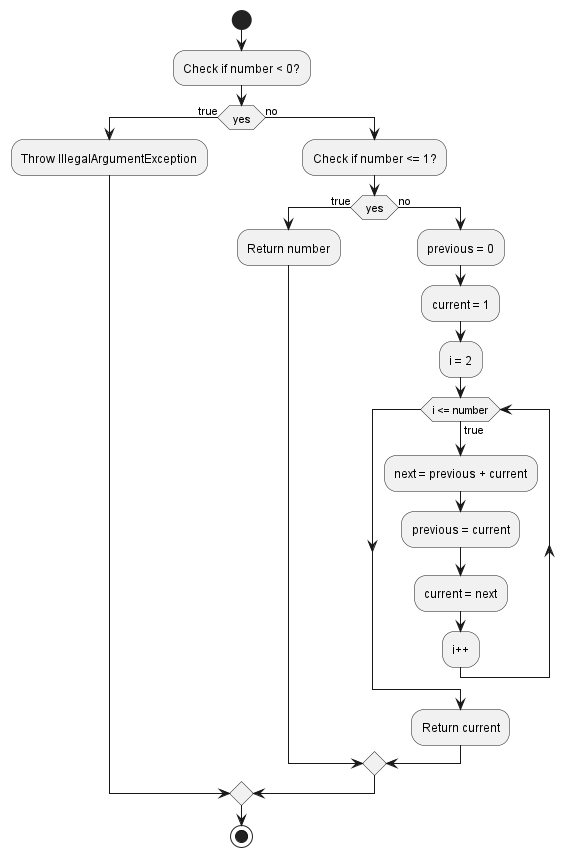 Check if number < 0?
true
yes
no
Throw IllegalArgumentException
Check if number <= 1?
true
yes
no
Return number
previous = 0
current = 1
i = 2
i <= number
true
next = previous + current
previous = current
current = next
i++
Return current